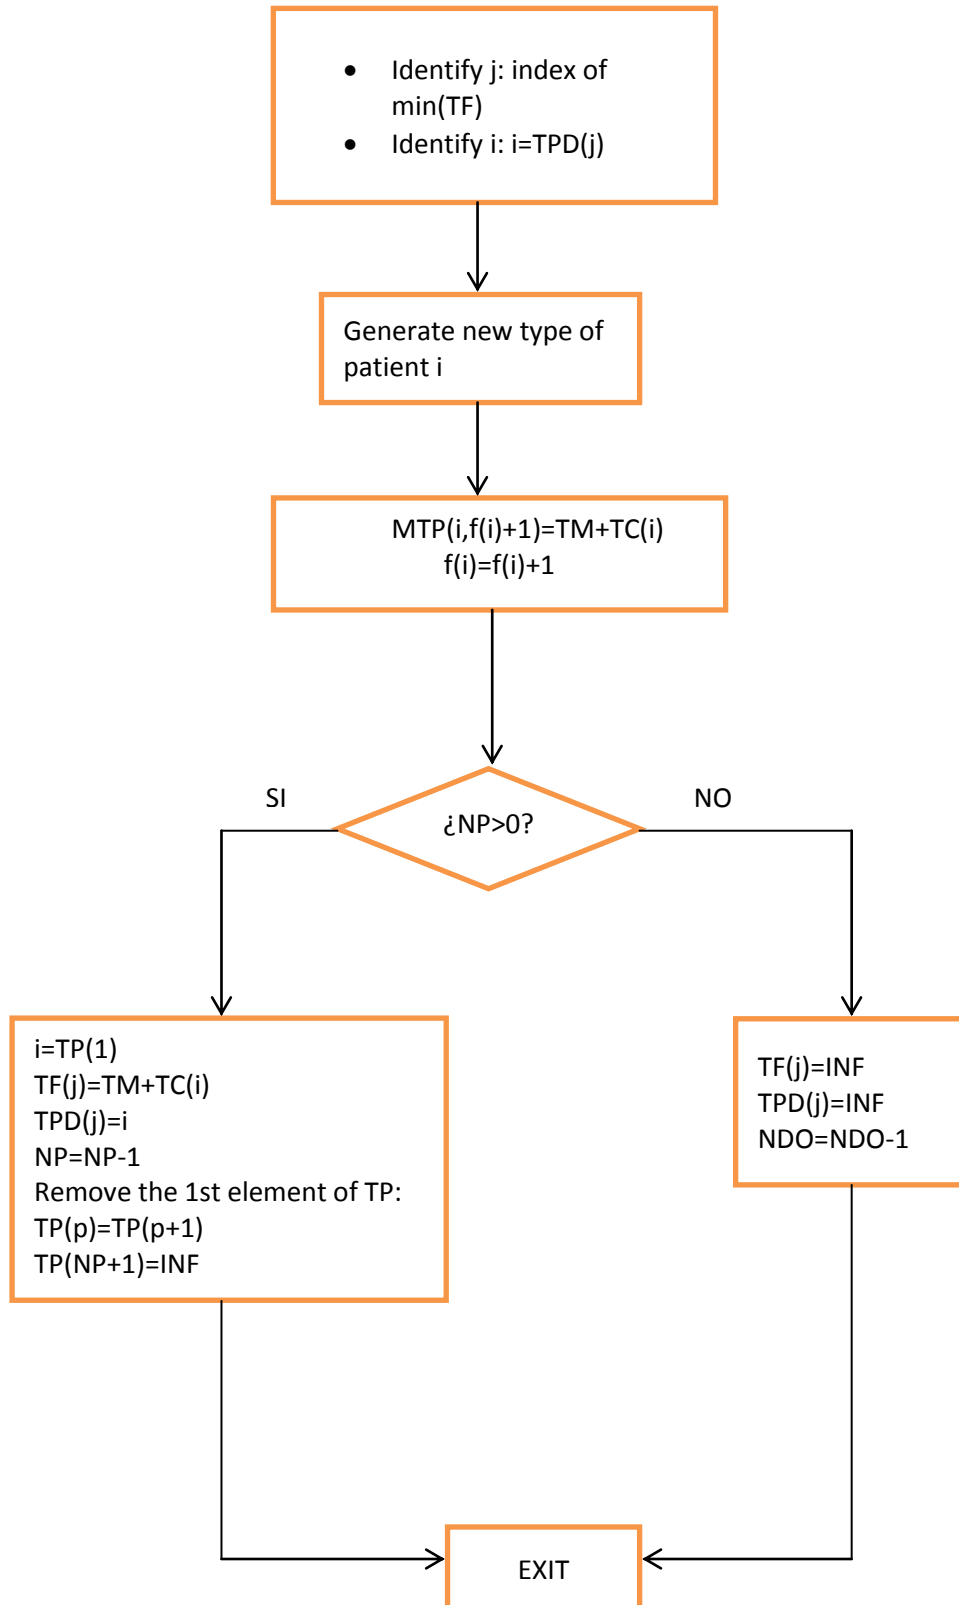 • Identify j: index of
min(TF)
• Identify i: i=TPD(j)
Generate new type of
patient i
MTP(i,f(i)+1)=TM+TC(i)
f(i)=f(i)+1
SI
¿NP>0?
NO
i=TP(1)
TF(j)=TM+TC(i)
TPD(j)=i
NP=NP-1
Remove the 1st element of TP:
TP(p)=TP(p+1)
TP(NP+1)=INF
TF(j)=INF
TPD(j)=INF
NDO=NDO-1
EXIT